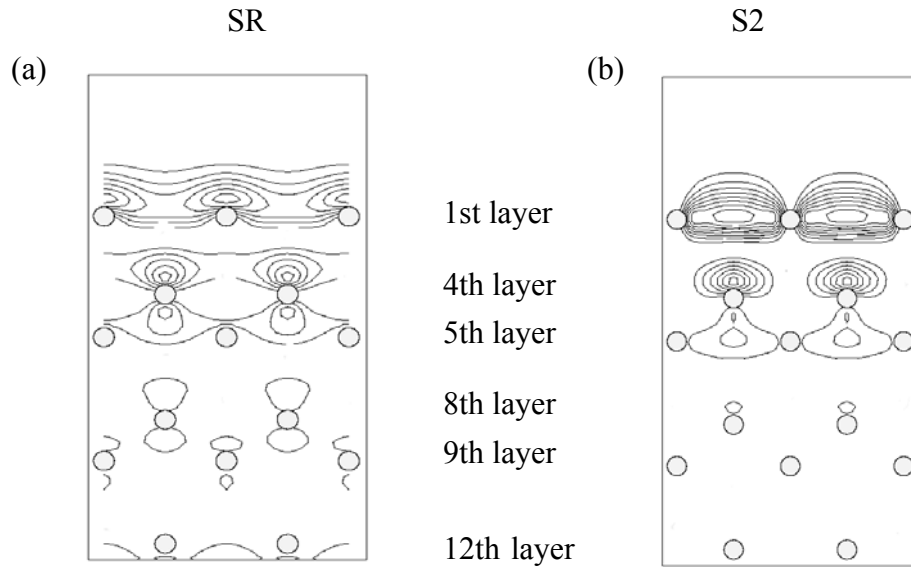 SR
S2
(a)
(b)
1st layer
4th layer
5th layer
8th layer
9th layer
12th layer